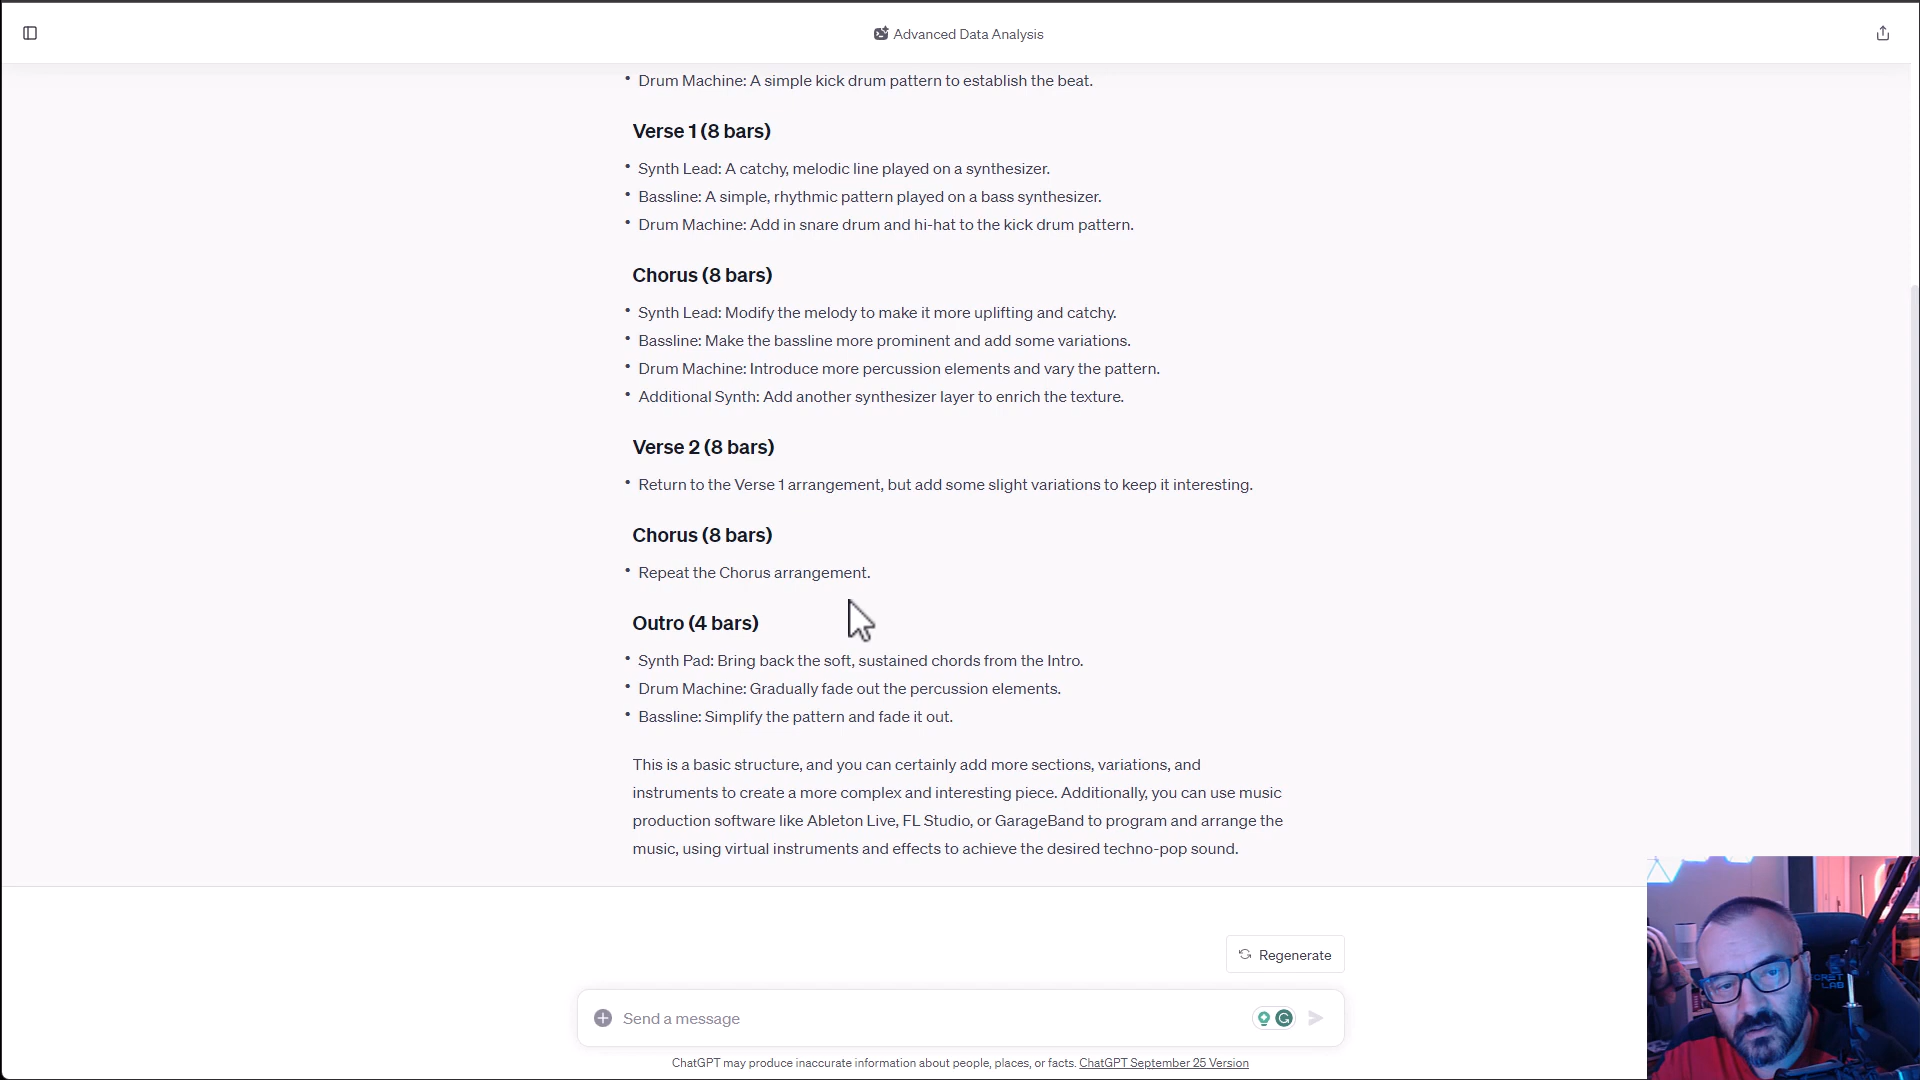 Advanced Data Analysis
• Drum Machine: A simple kick drum pattern to establish the beat.
Verse 1 (8 bars)
• Synth Lead: A catchy, melodic line played on a synthesizer.
• Bassline: A simple, rhythmic pattern played on a bass synthesizer.
• Drum Machine: Add in snare drum and hi-hat to the kick drum pattern.
Chorus (8 bars)
• Synth Lead: Modify the melody to make it more uplifting and catchy.
• Bassline: Make the bassline more prominent and add some variations.
• Drum Machine: Introduce more percussion elements and vary the pattern.
• Additional Synth: Add another synthesizer layer to enrich the texture.
Verse 2 (8 bars)
• Return to the Verse 1 arrangement, but add some slight variations to keep it interesting.
Chorus (8 bars)
• Repeat the Chorus arrangement.
Outro (4 bars)
• Synth Pad: Bring back the soft, sustained chords from the Intro.
• Drum Machine: Gradually fade out the percussion elements.
• Bassline: Simplify the pattern and fade it out.
This is a basic structure, and you can certainly add more sections, variations, and
instruments to create a more complex and interesting piece. Additionally, you can use music
production software like Ableton Live, FL Studio, or GarageBand to program and arrange the
music, using virtual instruments and effects to achieve the desired techno-pop sound.
Regenerate
Send a message
ChatGPT may produce inaccurate information about people, places, or facts. ChatGPT September 25 Version